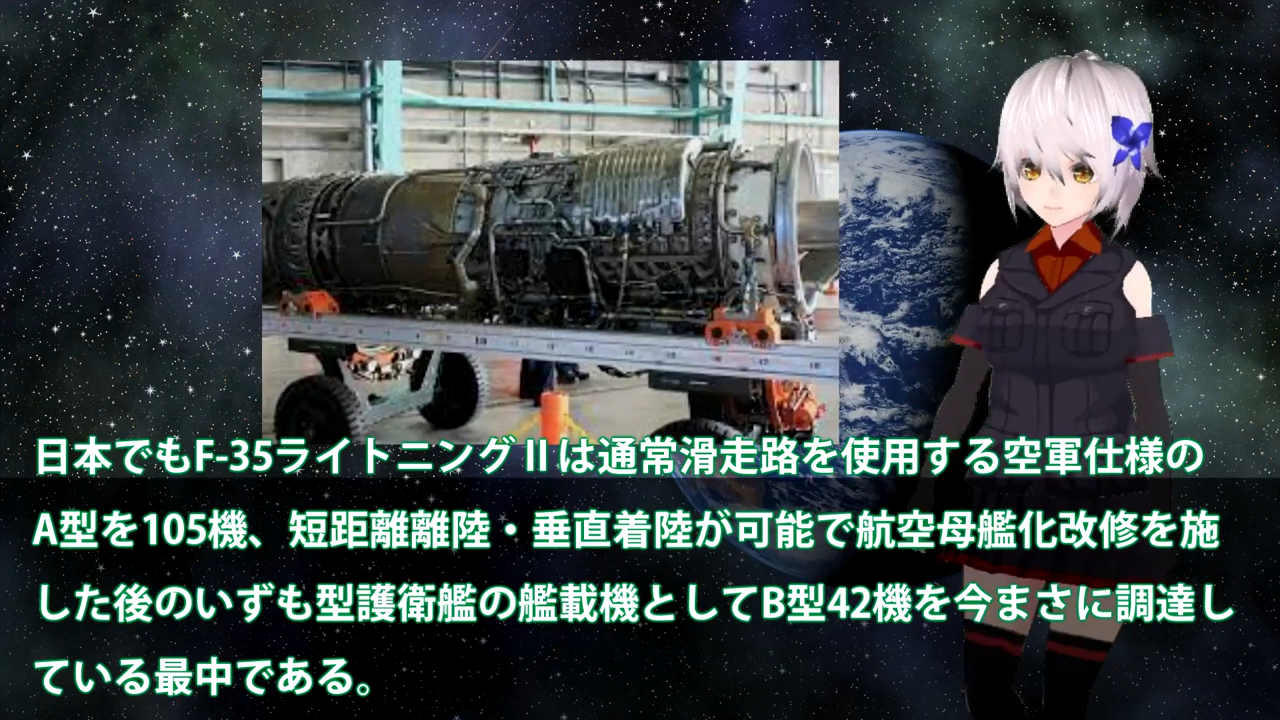 日本でもF-35ライトニングⅡは通常滑走路を使用する空軍仕様の
A型を105機、短距離離陸・垂直着陸が可能で航空母艦化改修を施
した後のいずも型護衛艦の艦載機としてB型42機を今まさに調達し
ている最中である。